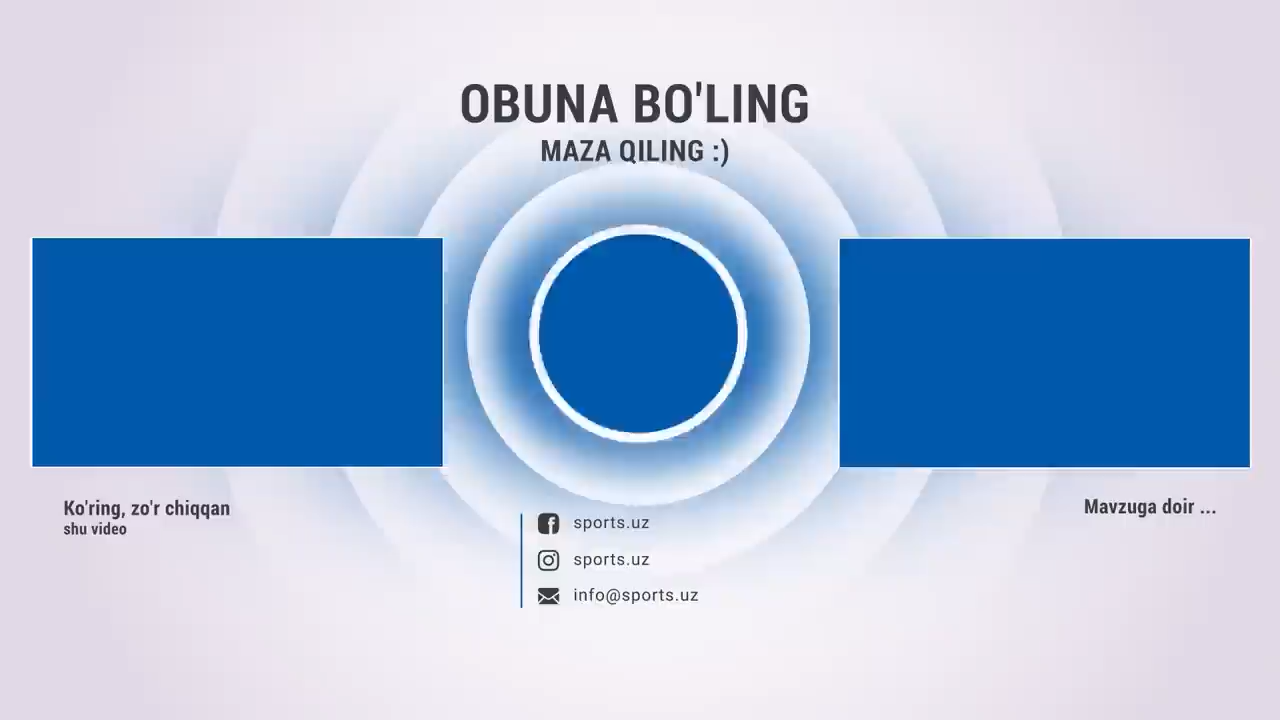 OBUNA BO'LING
MAZA QILING :)
Ko'ring, zo'r chiqqan
shu video
Mavzuga doir ...
sports.uz
sports.uz
info@sports.uz